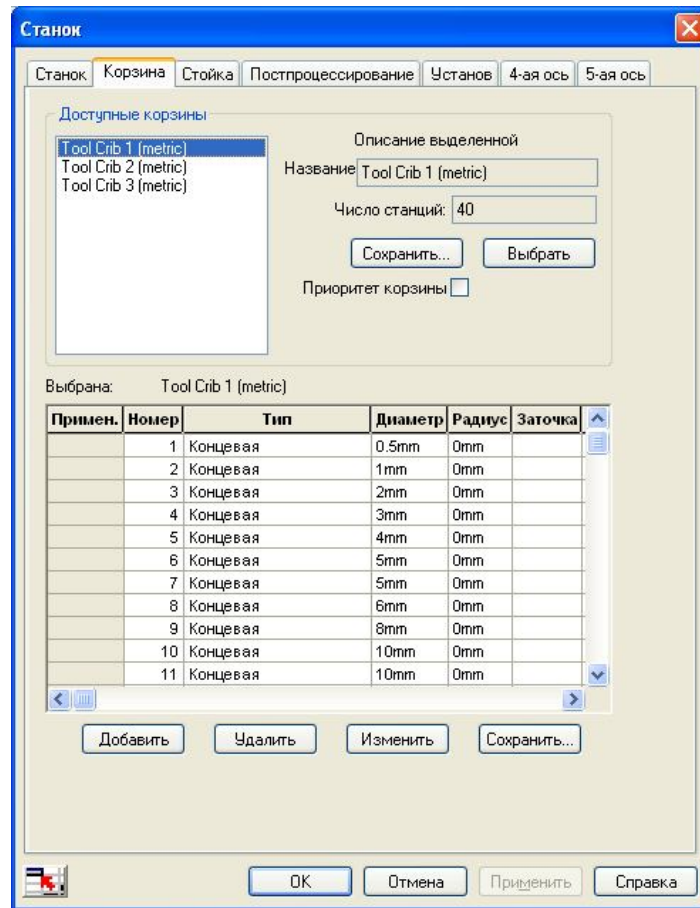 Станок
Станок Корзина Стойка Постпроцессирование Установ 4-ая ось 5-ая ось
Доступные корзины
Tool Crib 1 (metric)
Tool Crib 2 (metric)
Tool Crib 3 (metric)
Описание выделенной
Название Tool Crib 1 (metric)
Число станций: 40
Сохранить... Выбрать
Приоритет корзины
Выбрана: Tool Crib 1 (metric)
Примен. Номер Тип Диаметр Радиус Заточка
1 Концевая 0.5mm 0mm
2 Концевая 1mm 0mm
3 Концевая 2mm 0mm
4 Концевая 3mm 0mm
5 Концевая 4mm 0mm
6 Концевая 5mm 0mm
7 Концевая 5mm 0mm
8 Концевая 6mm 0mm
9 Концевая 8mm 0mm
10 Концевая 10mm 0mm
11 Концевая 10mm 0mm
Добавить Удалить Изменить Сохранить...
OK Отмена Применить Справка